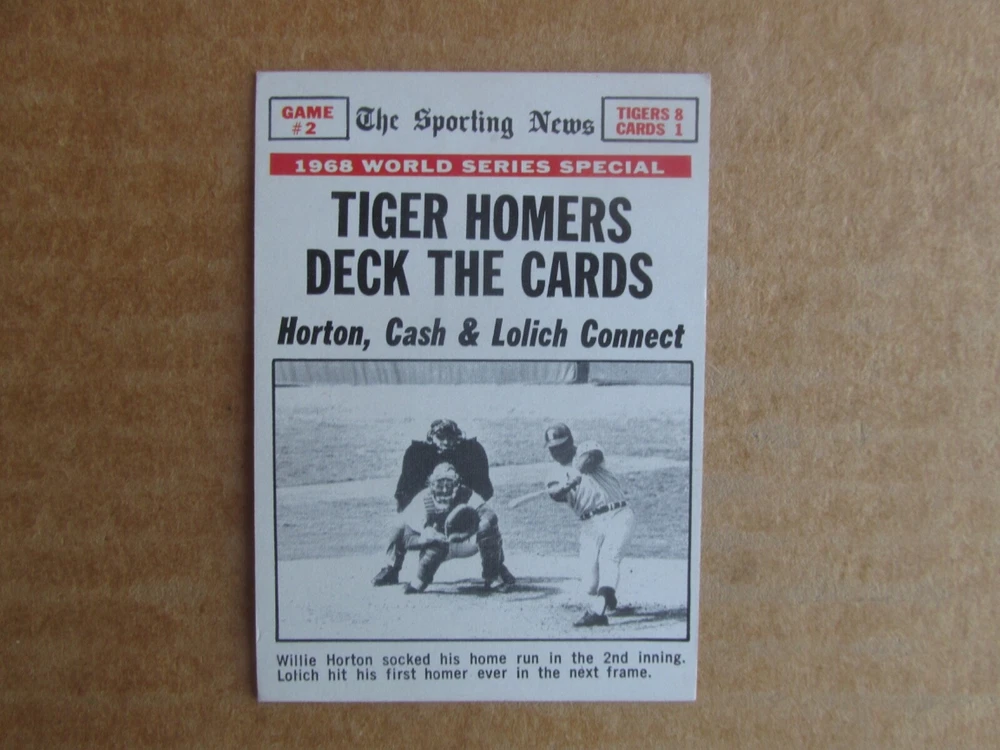 GAME
#2
The Sporting News
TIGERS 8
CARDS 1
1968 WORLD SERIES SPECIAL
TIGER HOMERS
DECK THE CARDS
Horton, Cash & Lolich Connect
Willie Horton socked his home run in the 2nd inning.
Lolich hit his first homer ever in the next frame.